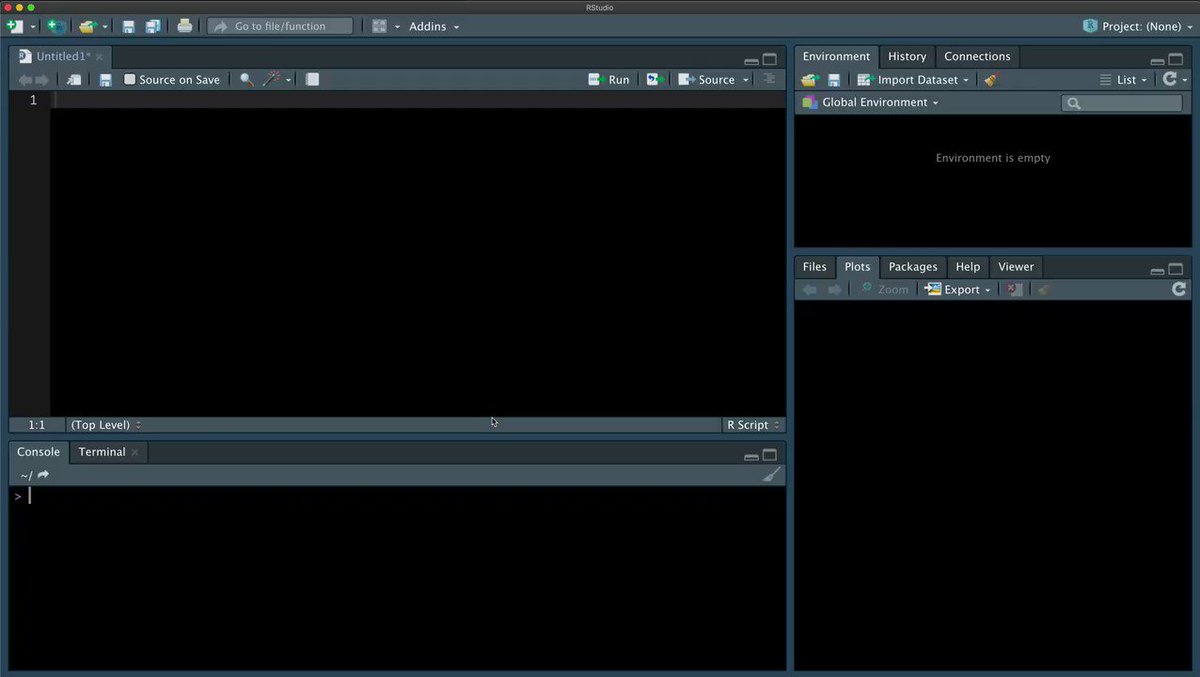 RStudio
Go to file/function
Addins
Project: (None)
Untitled1*
Source on Save
Run
Source
1
1:1
(Top Level)
R Script
Console
Terminal
~/
>
Environment
History
Connections
Import Dataset
List
Global Environment
Environment is empty
Files
Plots
Packages
Help
Viewer
Zoom
Export